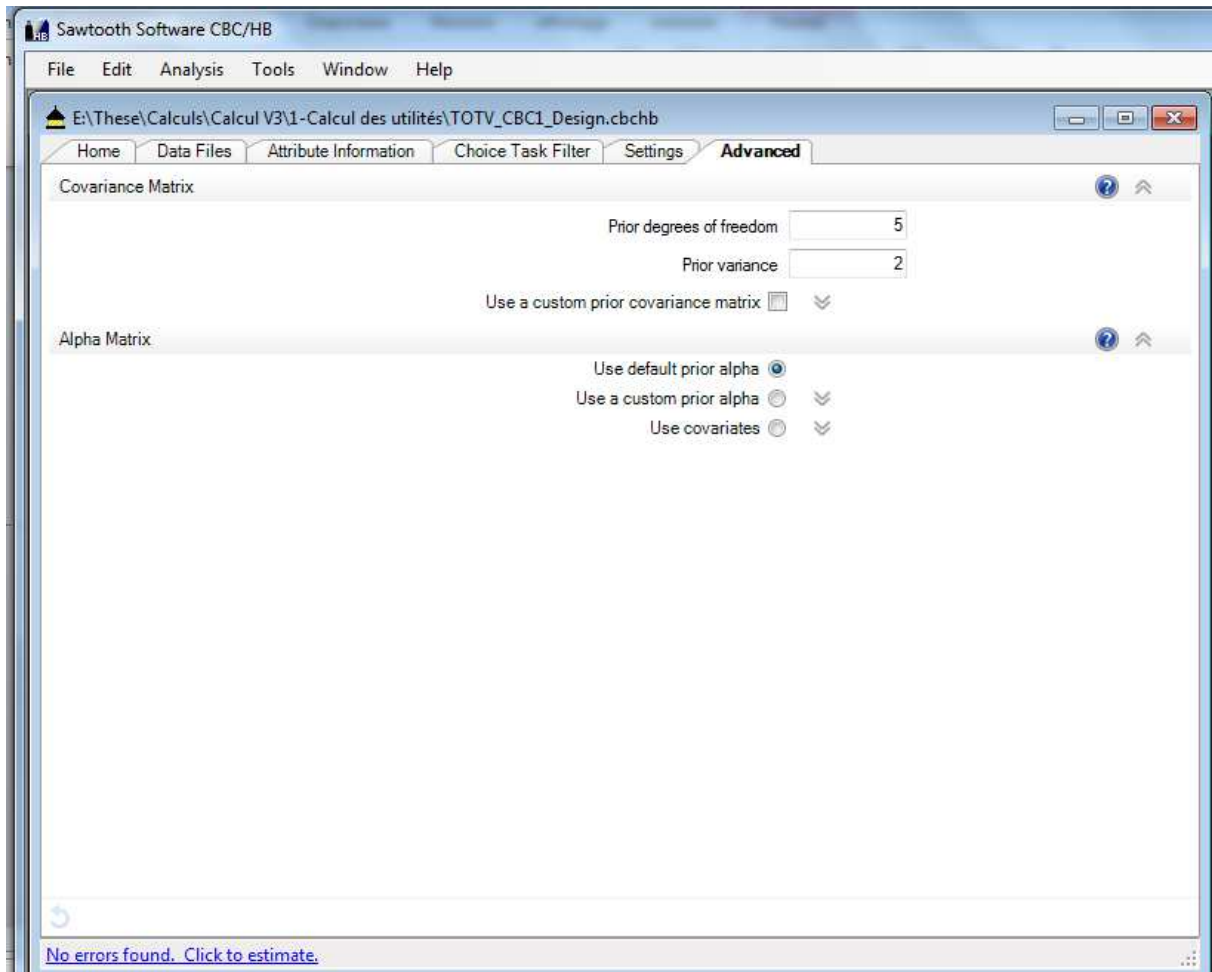 HB Sawtooth Software CBC/HB
File Edit Analysis Tools Window Help
E:\These\Calculs\Calcul V3\1-Calcul des utilités\TOTV_CBC1_Design.cbchb
Home Data Files Attribute Information Choice Task Filter Settings Advanced
Covariance Matrix
Prior degrees of freedom 5
Prior variance 2
Use a custom prior covariance matrix
Alpha Matrix
Use default prior alpha
Use a custom prior alpha
Use covariates
No errors found. Click to estimate.